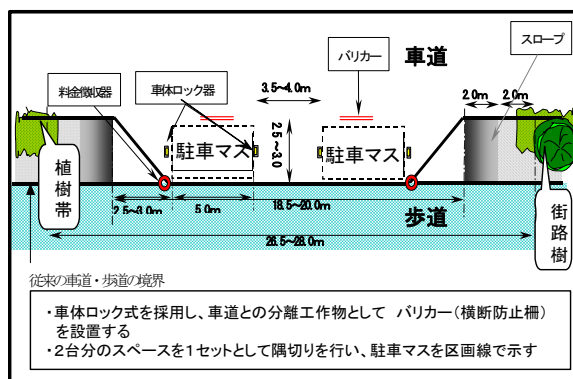 車道
スロープ
バリカー
料金徴収器
車体ロック器
3.5~4.0m
2.0m
2.0m
2.5~3.0
駐車マス
駐車マス
植樹帯
街路樹
2.5~3.0m
5.0m
18.5~20.0m
歩道
26.5~28.0m
従来の車道・歩道の境界
・車体ロック式を採用し、車道との分離工作物として バリカー(横断防止柵)
を設置する
・2台分のスペースを1セットとして隅切りを行い、駐車マスを区画線で示す